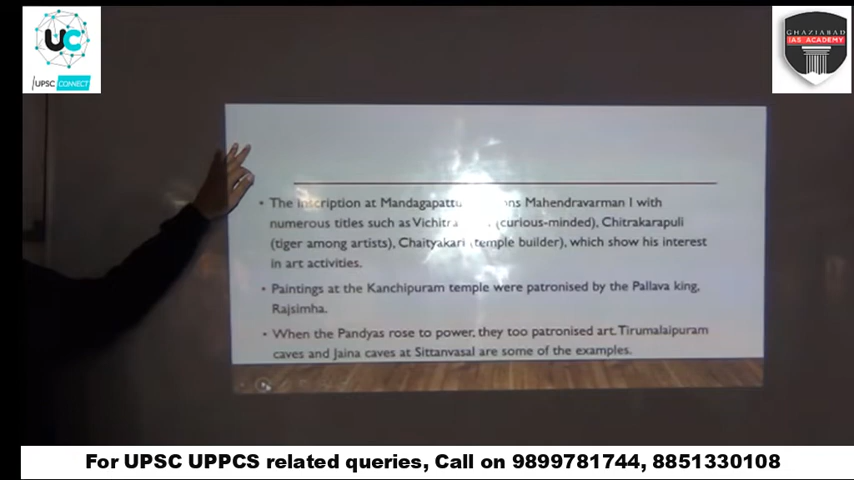 UC
UPSC CONNECT
GHAZIABAD
IAS ACADEMY
• The inscription at Mandagapattu Mahendravarman I with
numerous titles such as (curious-minded), Chitrakarapuli
(tiger among artists), Chaityakari (temple builder), which show his interest
in art activities.
• Paintings at the Kanchipuram temple were patronised by the Pallava king,
Rajsimha.
• When the Pandyas rose to power, they too patronised art. Tirumalaipuram
caves and Jaina caves at Sittanvasal are some of the examples.
For UPSC UPPCS related queries, Call on 9899781744, 8851330108